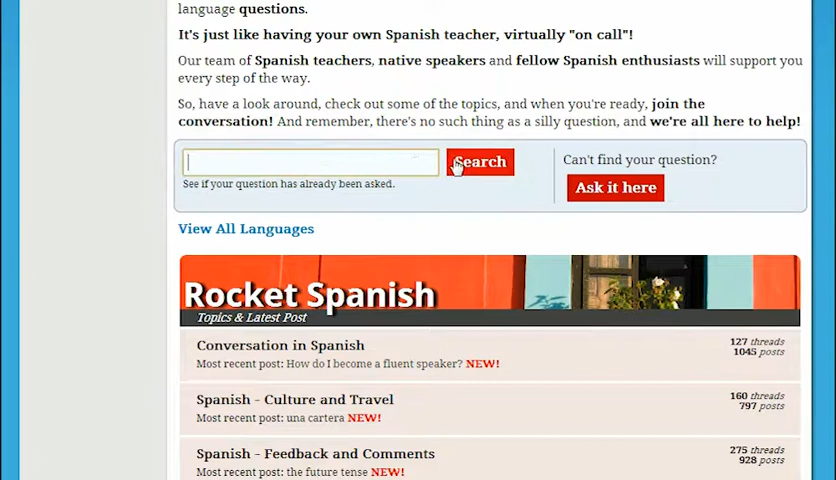 language questions.
It's just like having your own Spanish teacher, virtually "on call"!
Our team of Spanish teachers, native speakers and fellow Spanish enthusiasts will support you
every step of the way.
So, have a look around, check out some of the topics, and when you're ready, join the
conversation! And remember, there's no such thing as a silly question, and we're all here to help!
Search
See if your question has already been asked.
Can't find your question?
Ask it here
View All Languages
Rocket Spanish
Topics & Latest Post
Conversation in Spanish
127 threads
Most recent post: How do I become a fluent speaker? NEW!
1045 posts
Spanish - Culture and Travel
160 threads
Most recent post: una cartera NEW!
797 posts
Spanish - Feedback and Comments
275 threads
Most recent post: the future tense NEW!
928 posts